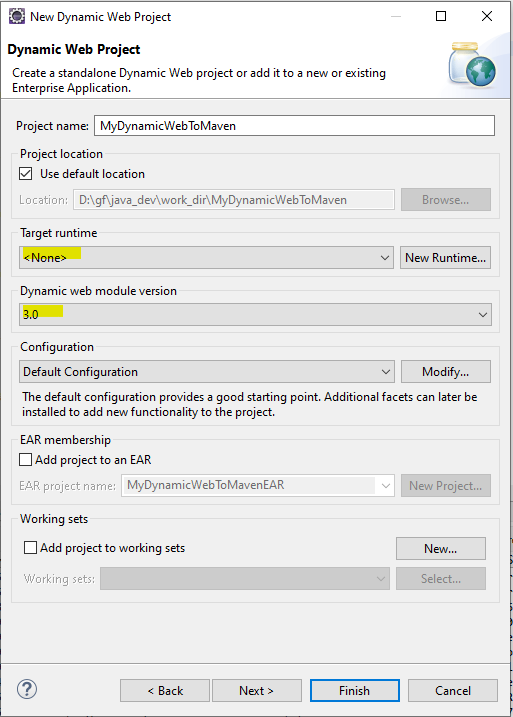 New Dynamic Web Project
Dynamic Web Project
Create a standalone Dynamic Web project or add it to a new or existing
Enterprise Application.
Project name: MyDynamicWebToMaven
Project location
Use default location
Location: D:\gf\java_dev\work_dir\MyDynamicWebToMaven Browse...
Target runtime
<None> New Runtime...
Dynamic web module version
3.0
Configuration
Default Configuration Modify...
The default configuration provides a good starting point. Additional facets can later be
installed to add new functionality to the project.
EAR membership
Add project to an EAR
EAR project name: MyDynamicWebToMavenEAR New Project...
Working sets
Add project to working sets New...
Working sets: Select...
? < Back Next > Finish Cancel